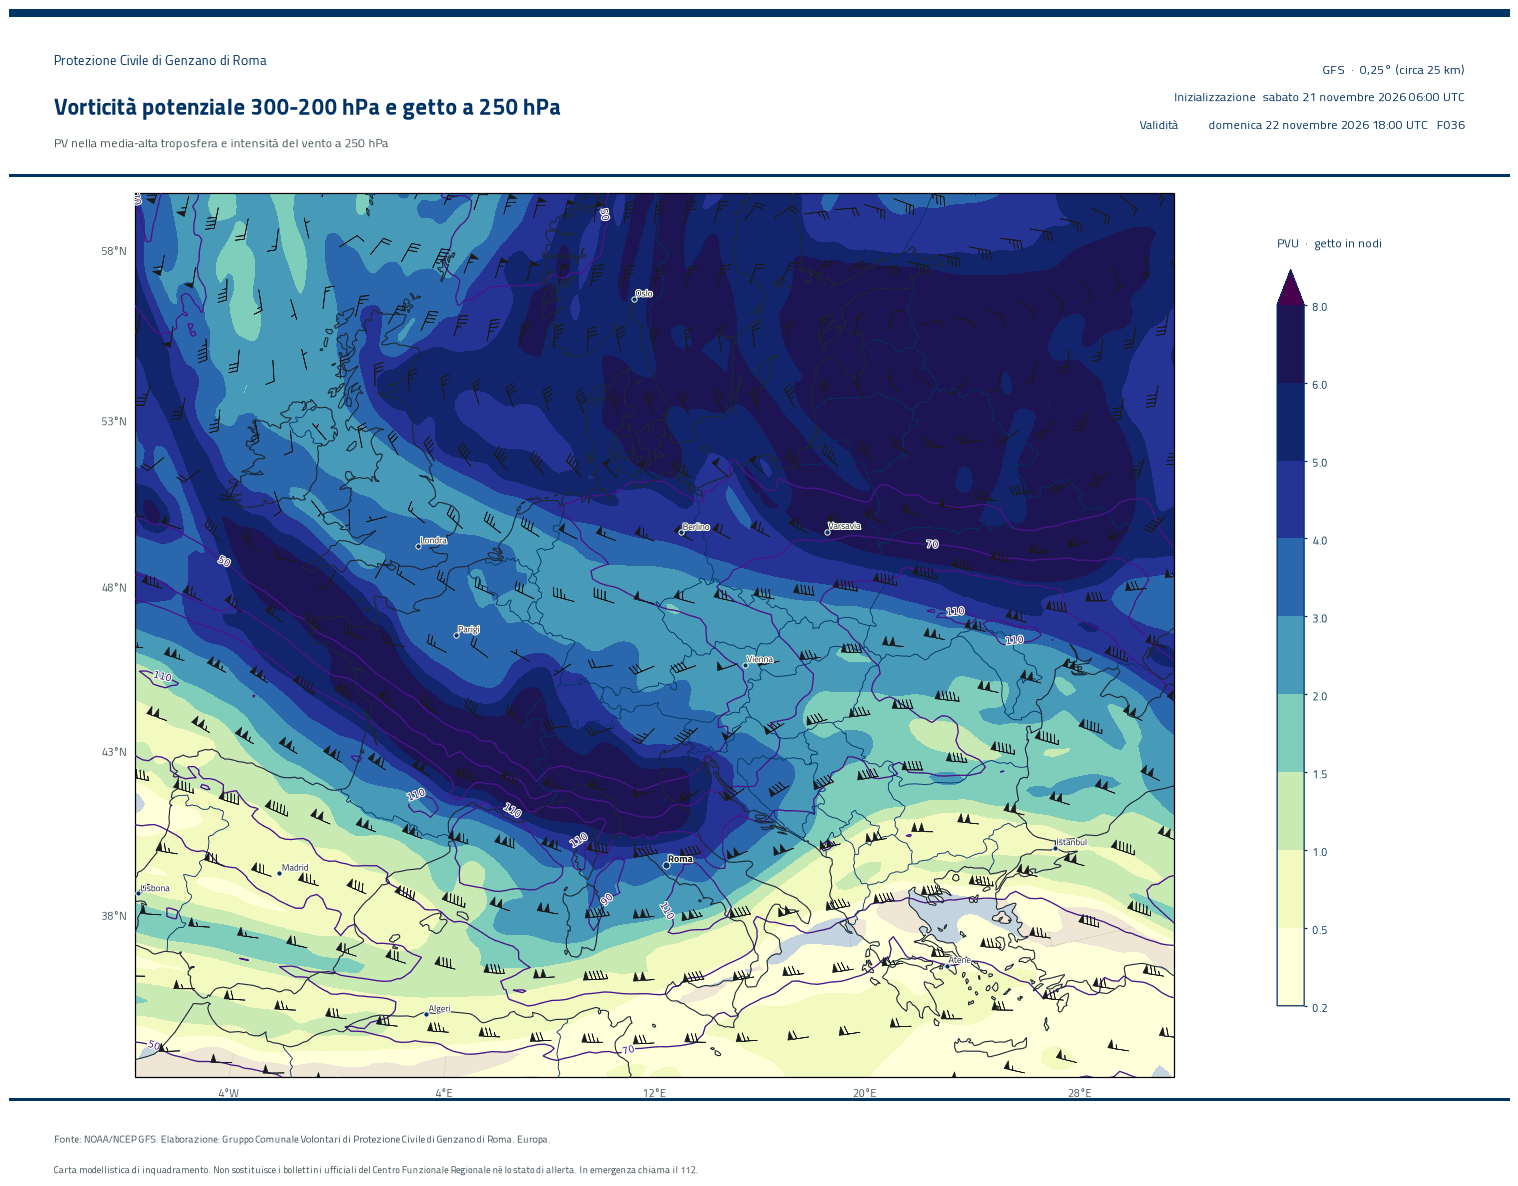 Protezione Civile di Genzano di Roma
Vorticità potenziale 300-200 hPa e getto a 250 hPa
PV nella media-alta troposfera e intensità del vento a 250 hPa
GFS · 0,25° (circa 25 km)
Inizializzazione sabato 21 novembre 2026 06:00 UTC
Validità domenica 22 novembre 2026 18:00 UTC F036
PVU · getto in nodi
8.0
6.0
5.0
4.0
3.0
2.0
1.5
1.0
0.5
0.2
58°N
53°N
48°N
43°N
38°N
4°W
4°E
12°E
20°E
28°E
50
Oslo
Berlino
Varsavia
Londra
70
50
110
110
Parigi
Vienna
110
110
110
110
Istanbul
Roma
Madrid
Lisbona
90
110
Atene
Algeri
50
70
Fonte: NOAA/NCEP GFS. Elaborazione: Gruppo Comunale Volontari di Protezione Civile di Genzano di Roma. Europa.
Carta modellistica di inquadramento. Non sostituisce i bollettini ufficiali del Centro Funzionale Regionale né lo stato di allerta. In emergenza chiama il 112.